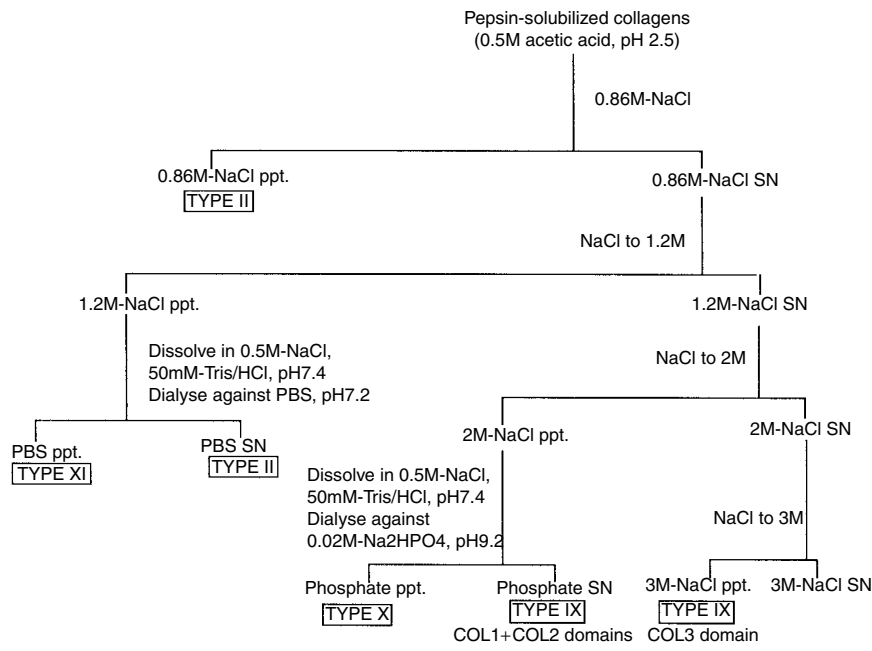 Pepsin-solubilized collagens
(0.5M acetic acid, pH 2.5)
0.86M-NaCl
0.86M-NaCl ppt.
TYPE II
0.86M-NaCl SN
NaCl to 1.2M
1.2M-NaCl ppt.
1.2M-NaCl SN
Dissolve in 0.5M-NaCl,
50mM-Tris/HCl, pH7.4
Dialyse against PBS, pH7.2
NaCl to 2M
PBS ppt.
TYPE XI
PBS SN
TYPE II
2M-NaCl ppt.
2M-NaCl SN
Dissolve in 0.5M-NaCl,
50mM-Tris/HCl, pH7.4
Dialyse against
0.02M-Na2HPO4, pH9.2
NaCl to 3M
Phosphate ppt.
TYPE X
Phosphate SN
TYPE IX
COL1+COL2 domains
3M-NaCl ppt.
TYPE IX
COL3 domain
3M-NaCl SN